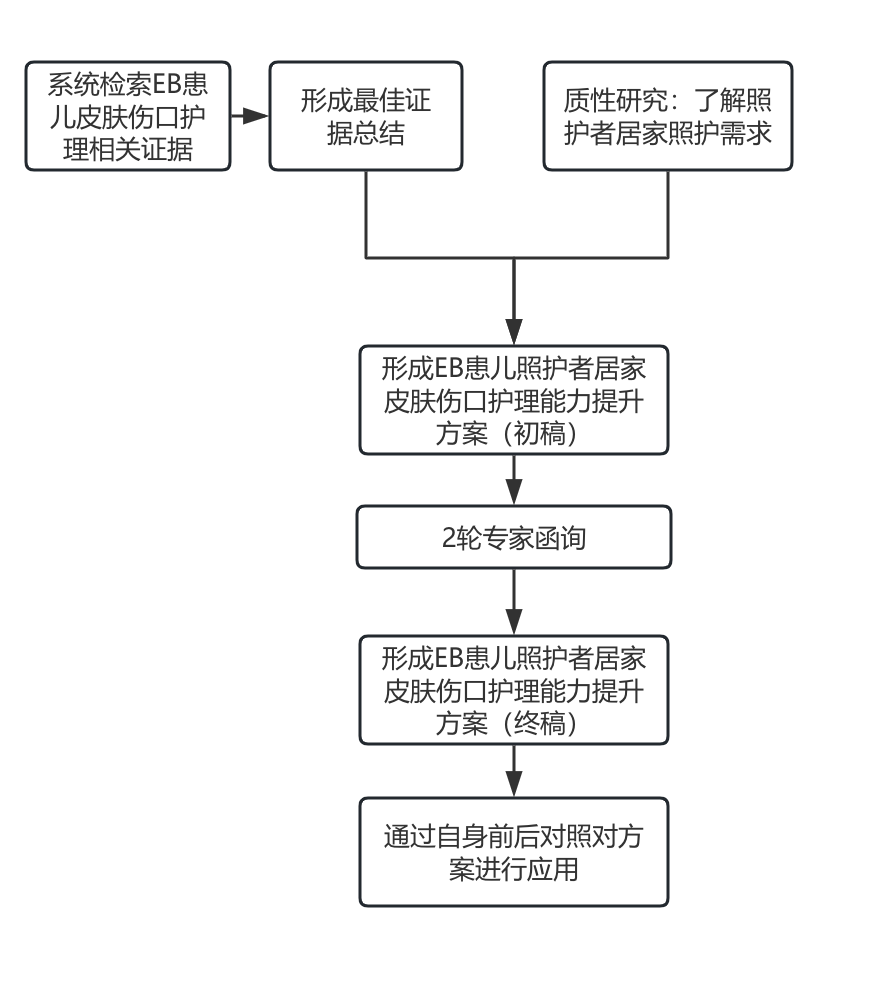 系统检索EB患
儿皮肤伤口护
理相关证据
形成最佳证
据总结
质性研究：了解照
护者居家照护需求
形成EB患儿照护者居家
皮肤伤口护理能力提升
方案（初稿）
2轮专家函询
形成EB患儿照护者居家
皮肤伤口护理能力提升
方案（终稿）
通过自身前后对照对方
案进行应用